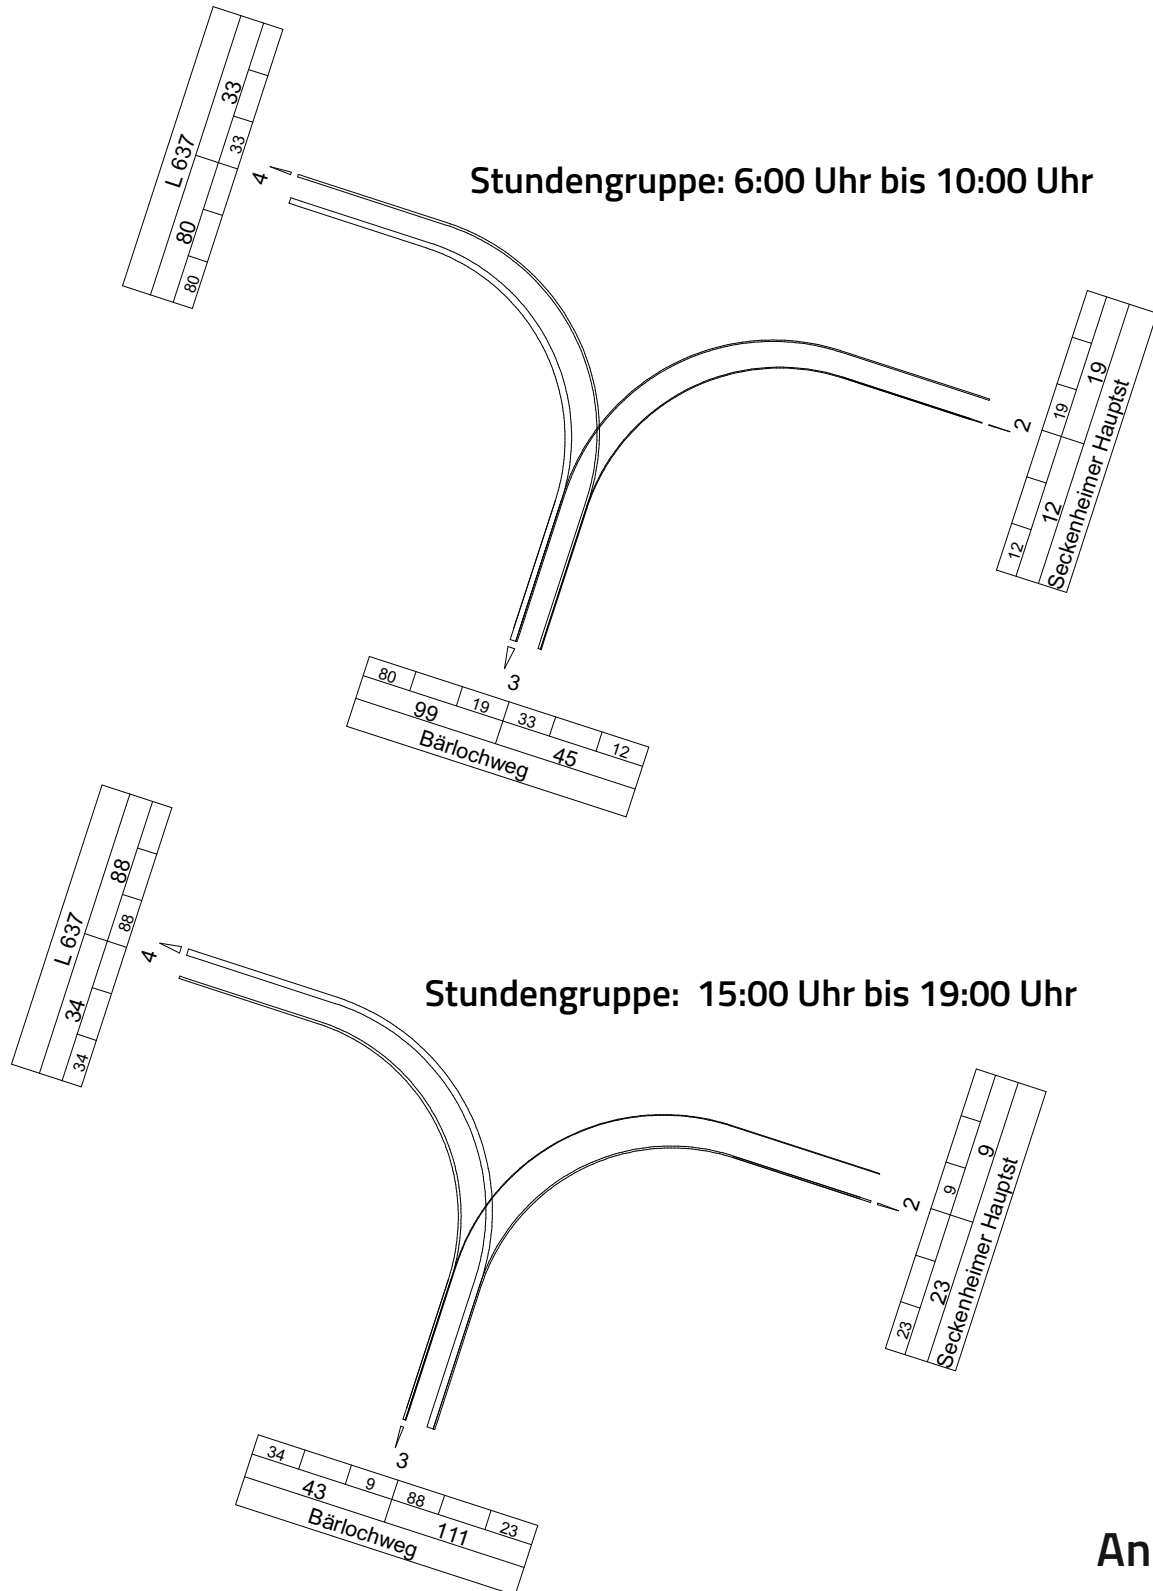 L 637
33
80
33
80
4
Stundengruppe: 6:00 Uhr bis 10:00 Uhr
2
19
12
19
12
Seckenheimer Hauptst
3
80 19 33 12
99 45
Bärlochweg
L 637
88
34
88
34
4
Stundengruppe: 15:00 Uhr bis 19:00 Uhr
2
9
23
9
23
Seckenheimer Hauptst
3
34 9 88 23
43 111
Bärlochweg
An